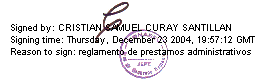 Signed by: CRISTIAN SAMUEL CURAY SANTILLAN
Signing time: Thursday, December 23 2004, 19:57:12 GMT
Reason to sign: reglamento de prestamos administrativos
JEFE